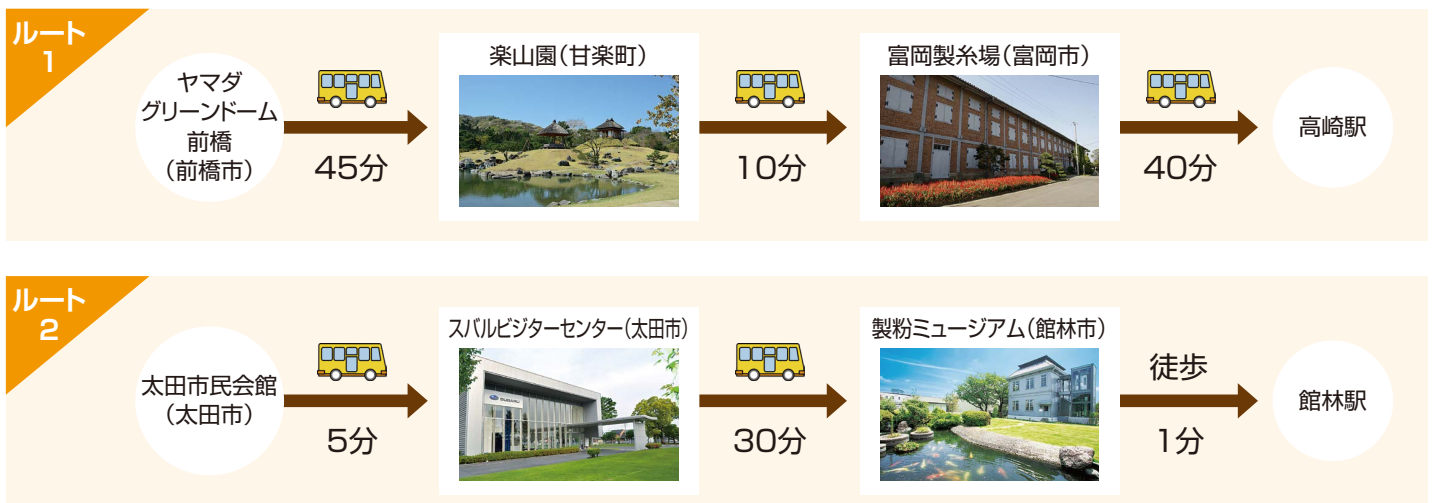 ルート
1
ヤマダ
グリーンドーム
前橋
(前橋市)
45分
楽山園(甘楽町)
10分
富岡製糸場(富岡市)
40分
高崎駅
ルート
2
太田市民会館
(太田市)
5分
スバルビジターセンター(太田市)
SUBARU
30分
製粉ミュージアム(館林市)
徒歩
1分
館林駅